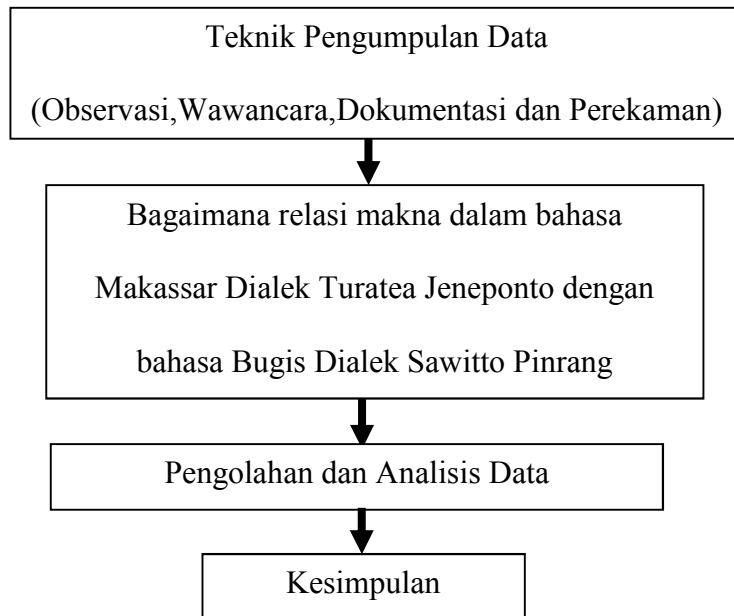 Teknik Pengumpulan Data
(Observasi,Wawancara,Dokumentasi dan Perekaman)
Bagaimana relasi makna dalam bahasa
Makassar Dialek Turatea Jeneponto dengan
bahasa Bugis Dialek Sawitto Pinrang
Pengolahan dan Analisis Data
Kesimpulan